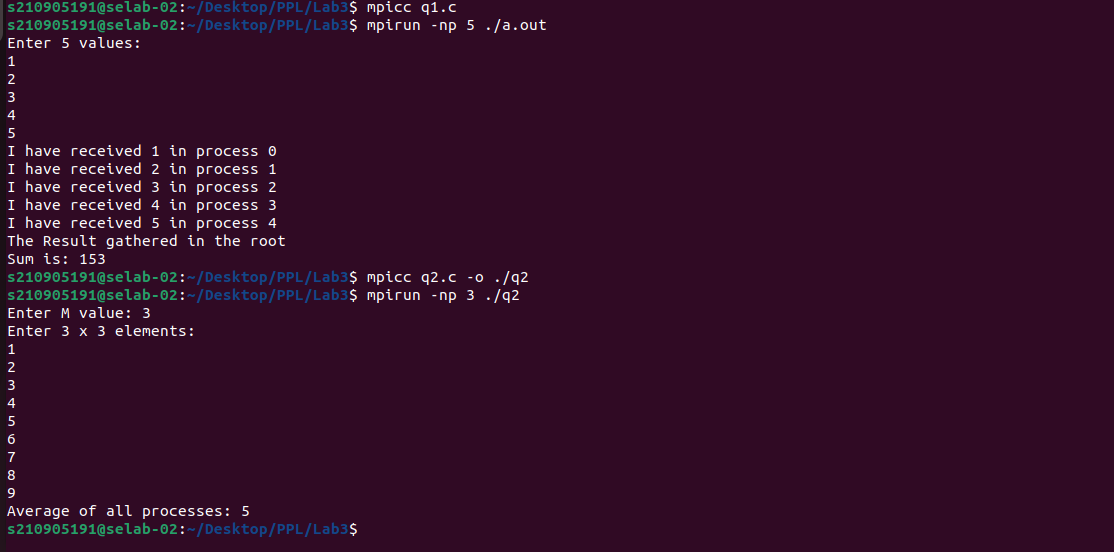 s210905191@selab-02:~/Desktop/PPL/Lab3$ mpicc q1.c
s210905191@selab-02:~/Desktop/PPL/Lab3$ mpirun -np 5 ./a.out
Enter 5 values:
1
2
3
4
5
I have received 1 in process 0
I have received 2 in process 1
I have received 3 in process 2
I have received 4 in process 3
I have received 5 in process 4
The Result gathered in the root
Sum is: 153
s210905191@selab-02:~/Desktop/PPL/Lab3$ mpicc q2.c -o ./q2
s210905191@selab-02:~/Desktop/PPL/Lab3$ mpirun -np 3 ./q2
Enter M value: 3
Enter 3 x 3 elements:
1
2
3
4
5
6
7
8
9
Average of all processes: 5
s210905191@selab-02:~/Desktop/PPL/Lab3$